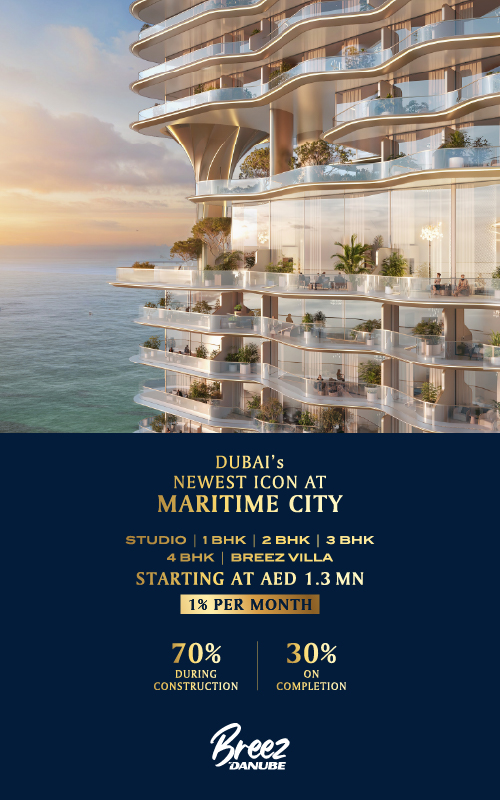 DUBAI's
NEWEST ICON AT
MARITIME CITY
STUDIO | 1 BHK | 2 BHK | 3 BHK
4 BHK | BREEZ VILLA
STARTING AT AED 1.3 MN
1% PER MONTH
70% 30%
DURING ON
CONSTRUCTION COMPLETION
Breez
BY DANUBE